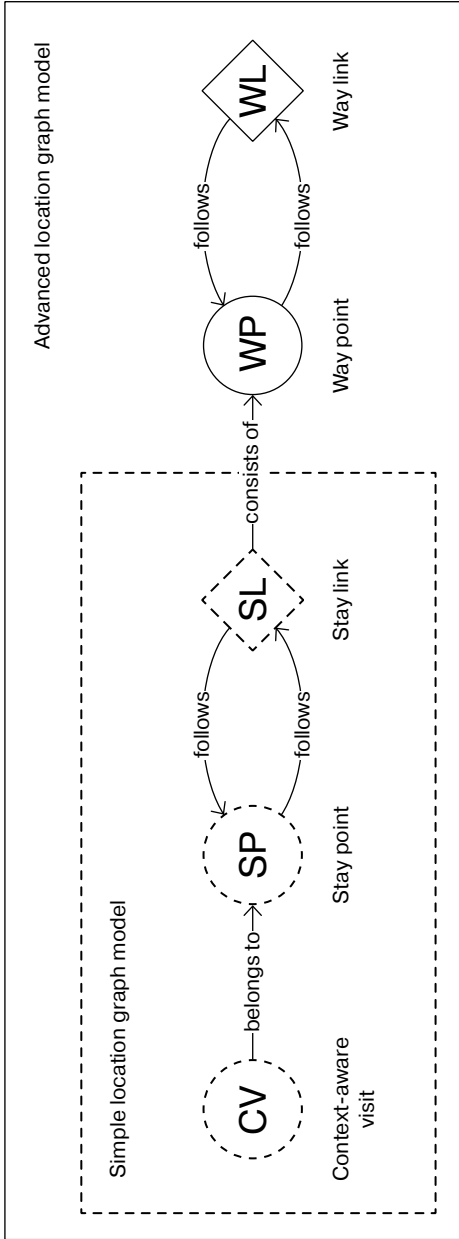 Advanced location graph model
Simple location graph model
CV
belongs to
SP
follows
follows
SL
consists of
WP
follows
follows
WL
Context-aware
visit
Stay point
Stay link
Way point
Way link